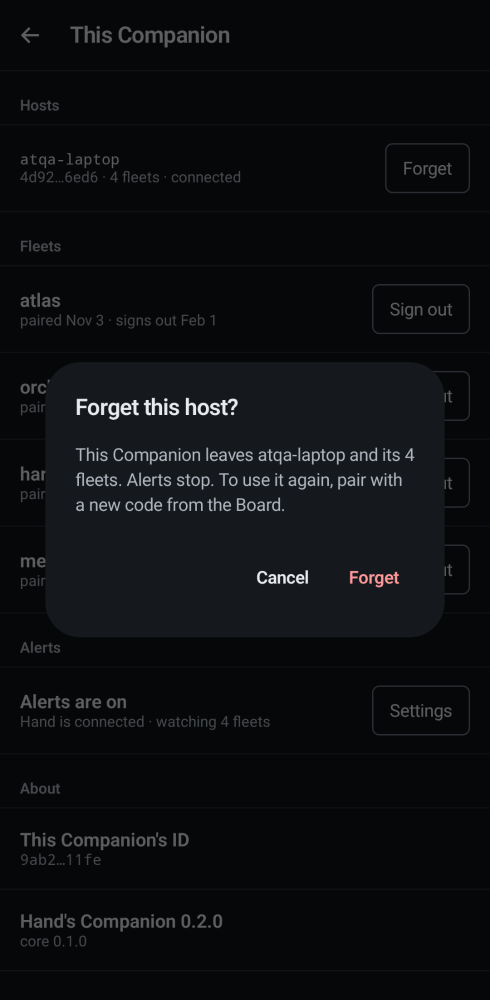 This Companion
Hosts
atqa-laptop
4d92…6ed6 · 4 fleets · connected
Forget
Fleets
atlas
paired Nov 3 · signs out Feb 1
Sign out
Forget this host?
This Companion leaves atqa-laptop and its 4
fleets. Alerts stop. To use it again, pair with
a new code from the Board.
Cancel
Forget
Alerts
Alerts are on
Hand is connected · watching 4 fleets
Settings
About
This Companion's ID
9ab2…11fe
Hand's Companion 0.2.0
core 0.1.0